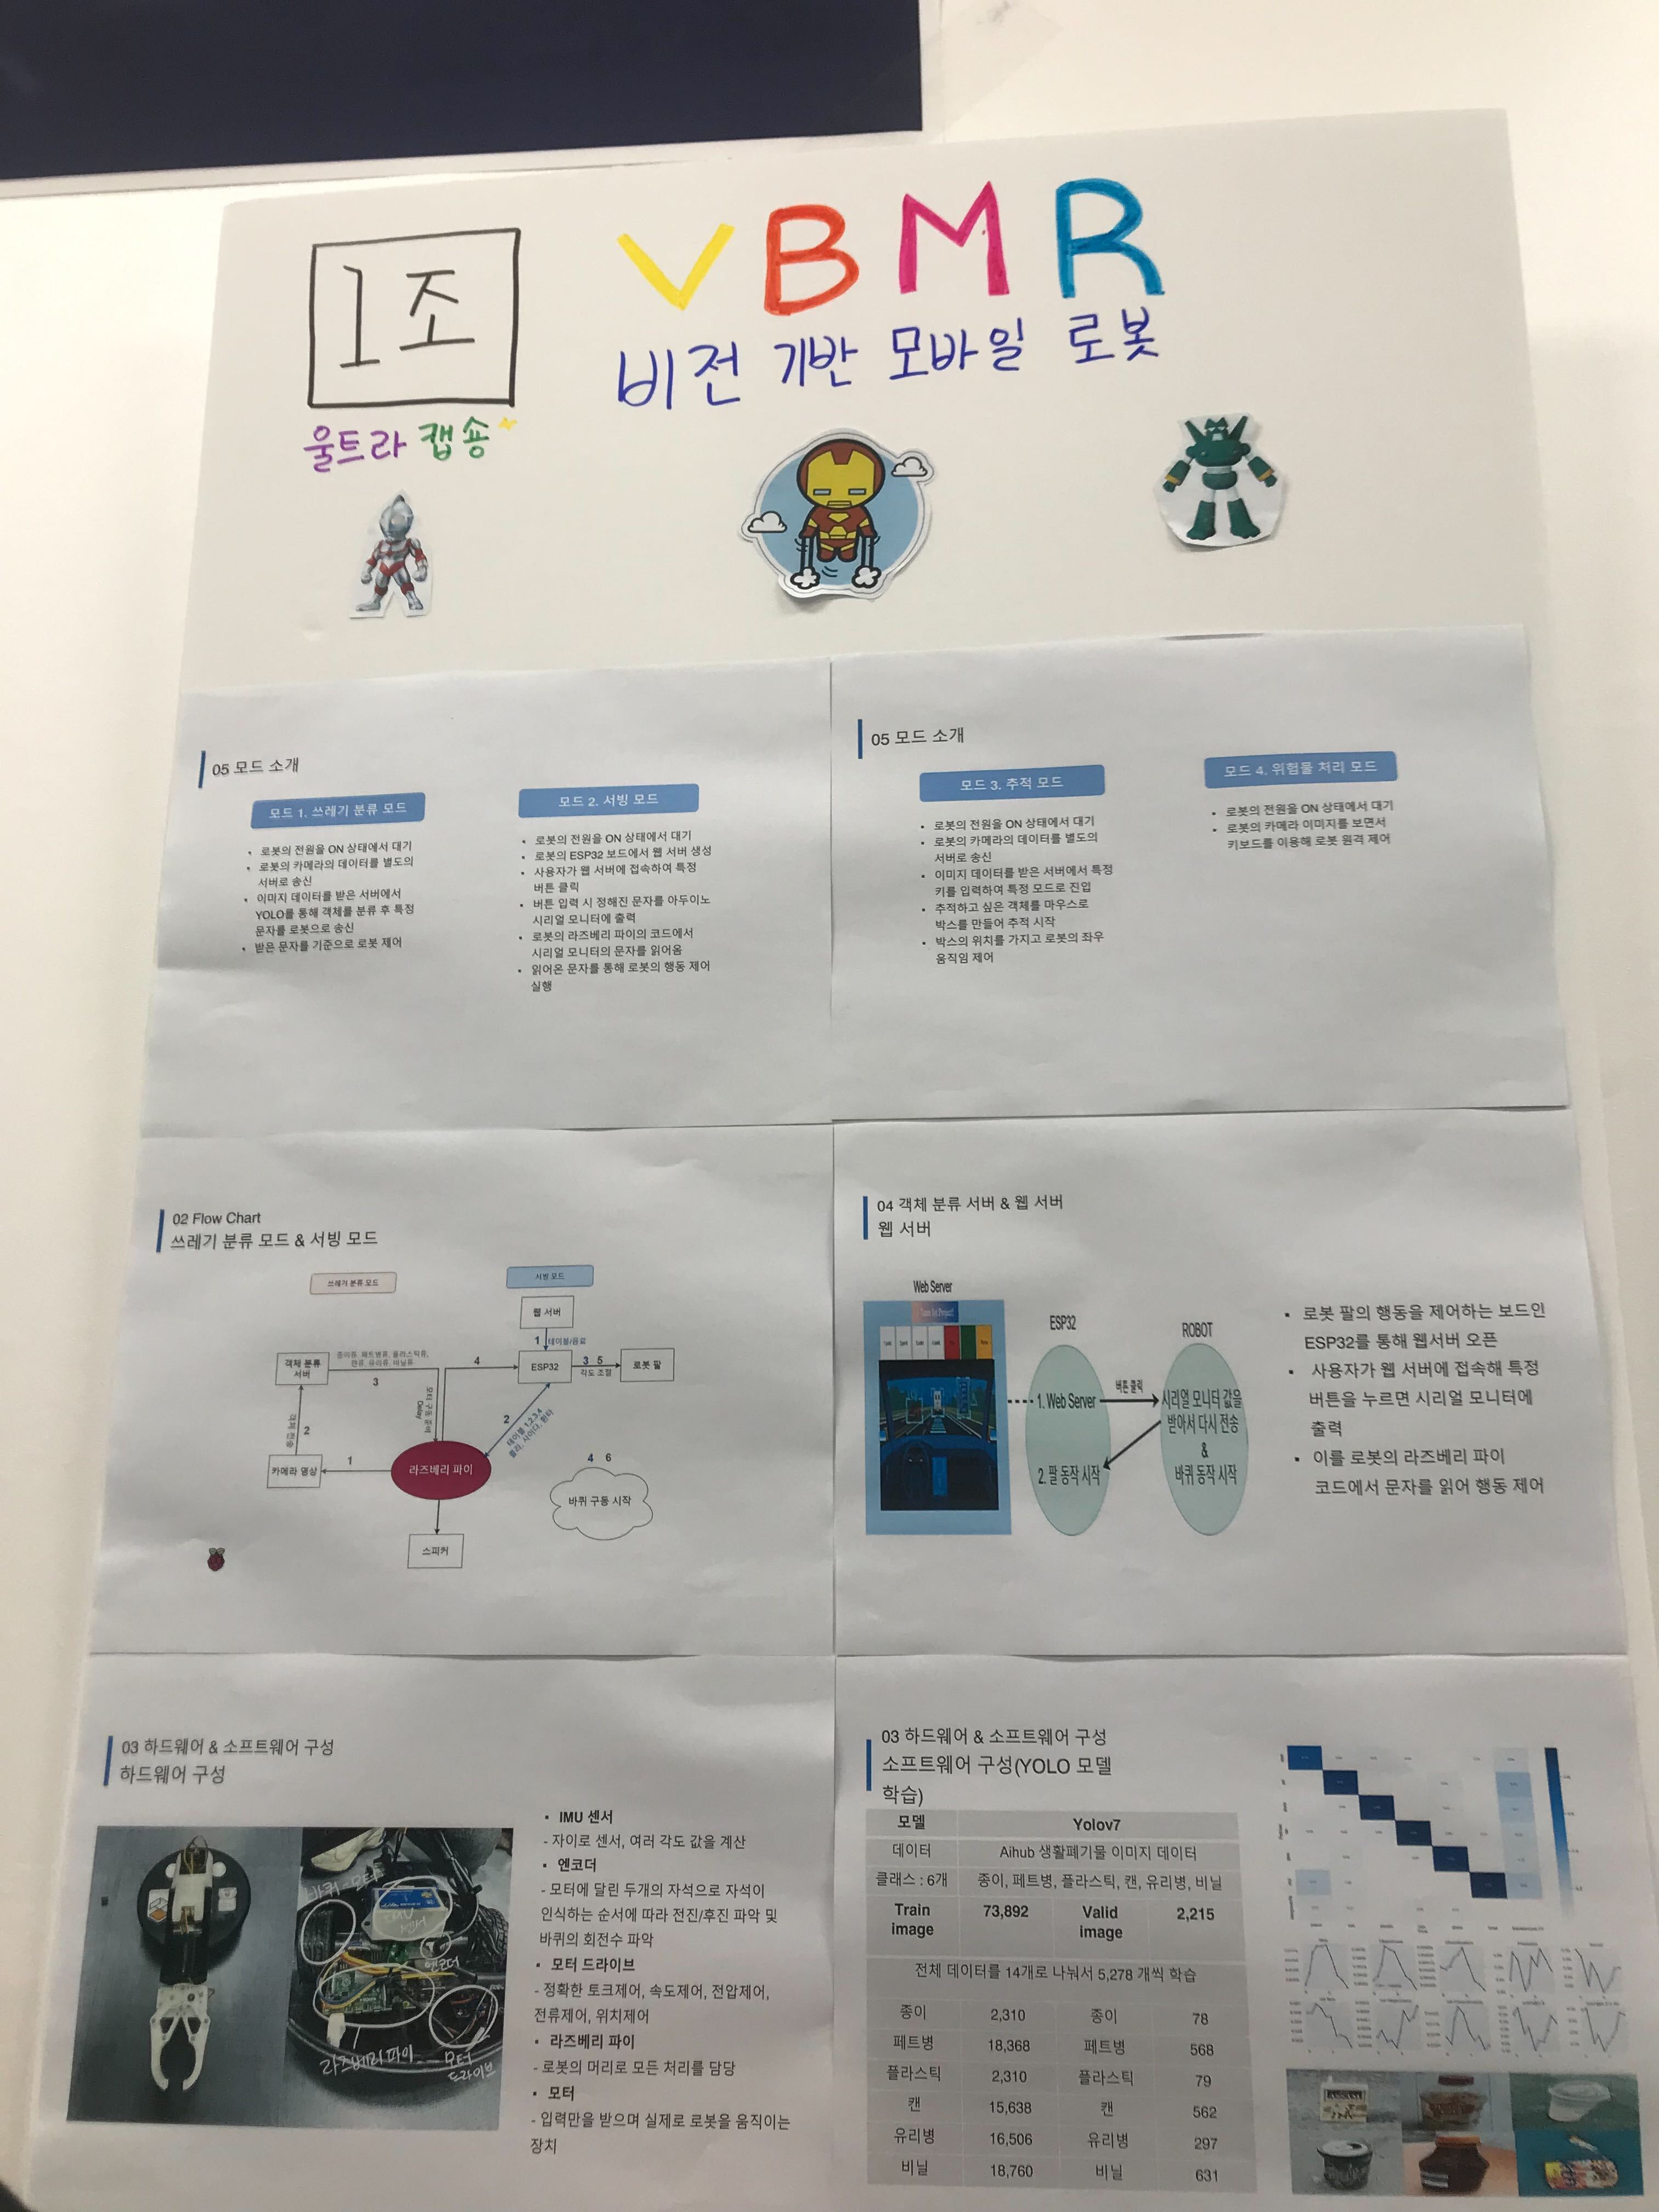 1조
울트라 캡숑
VBMR
비전 기반 모바일 로봇
05 모드 소개
모드 1. 쓰레기 분류 모드
• 로봇의 전원을 ON 상태에서 대기
• 로봇의 카메라의 데이터를 별도의
서버로 송신
• 이미지 데이터를 받은 서버에서
YOLO를 통해 객체를 분류 후 특정
문자를 로봇으로 송신
• 받은 문자를 기준으로 로봇 제어
모드 2. 서빙 모드
• 로봇의 전원을 ON 상태에서 대기
• 로봇의 ESP32 보드에서 웹 서버 생성
• 사용자가 웹 서버에 접속하여 특정
버튼 클릭
• 버튼 입력 시 정해진 문자를 아두이노
시리얼 모니터에 출력
• 로봇의 라즈베리 파이의 코드에서
시리얼 모니터의 문자를 읽어옴
• 읽어온 문자를 통해 로봇의 행동 제어
실행
05 모드 소개
모드 3. 추적 모드
• 로봇의 전원을 ON 상태에서 대기
• 로봇의 카메라의 데이터를 별도의
서버로 송신
• 이미지 데이터를 받은 서버에서 특정
키를 입력하여 특정 모드로 진입
• 추적하고 싶은 객체를 마우스로
박스를 만들어 추적 시작
• 박스의 위치를 가지고 로봇의 좌우
움직임 제어
모드 4. 위험물 처리 모드
• 로봇의 전원을 ON 상태에서 대기
• 로봇의 카메라 이미지를 보면서
키보드를 이용해 로봇 원격 제어
02 Flow Chart
쓰레기 분류 모드 & 서빙 모드
쓰레기 분류 모드
서빙 모드
웹 서버
1 테이블/음료
객체 분류
서버
종이류, 페트병류, 플라스틱류,
캔류, 유리류, 비닐류
3
4
ESP32
3 5
각도 조절
로봇 팔
모터 구동 문자
Delay
2
객체 전송
2
테이블 1,2,3,4
콜라, 사이다, 환타
카메라 영상
1
라즈베리 파이
4 6
바퀴 구동 시작
스피커
04 객체 분류 서버 & 웹 서버
웹 서버
Web Server
ESP32
ROBOT
1. Web Server
버튼 클릭
시리얼 모니터 값을
받아서 다시 전송
&
바퀴 동작 시작
2. 팔 동작 시작
• 로봇 팔의 행동을 제어하는 보드인
ESP32를 통해 웹서버 오픈
• 사용자가 웹 서버에 접속해 특정
버튼을 누르면 시리얼 모니터에
출력
• 이를 로봇의 라즈베리 파이
코드에서 문자를 읽어 행동 제어
03 하드웨어 & 소프트웨어 구성
하드웨어 구성
바퀴 - 모터
IMU
센서
엔코더
라즈베리 파이
모터
드라이브
• IMU 센서
- 자이로 센서, 여러 각도 값을 계산
• 엔코더
- 모터에 달린 두개의 자석으로 자석이
인식하는 순서에 따라 전진/후진 파악 및
바퀴의 회전수 파악
• 모터 드라이브
- 정확한 토크제어, 속도제어, 전압제어,
전류제어, 위치제어
• 라즈베리 파이
- 로봇의 머리로 모든 처리를 담당
• 모터
- 입력만을 받으며 실제로 로봇을 움직이는
장치
03 하드웨어 & 소프트웨어 구성
소프트웨어 구성(YOLO 모델
학습)
모델 Yolov7
데이터 Aihub 생활폐기물 이미지 데이터
클래스 : 6개 종이, 페트병, 플라스틱, 캔, 유리병, 비닐
Train image 73,892 Valid image 2,215
전체 데이터를 14개로 나눠서 5,278 개씩 학습
종이 2,310 종이 78
페트병 18,368 페트병 568
플라스틱 2,310 플라스틱 79
캔 15,638 캔 562
유리병 16,506 유리병 297
비닐 18,760 비닐 631